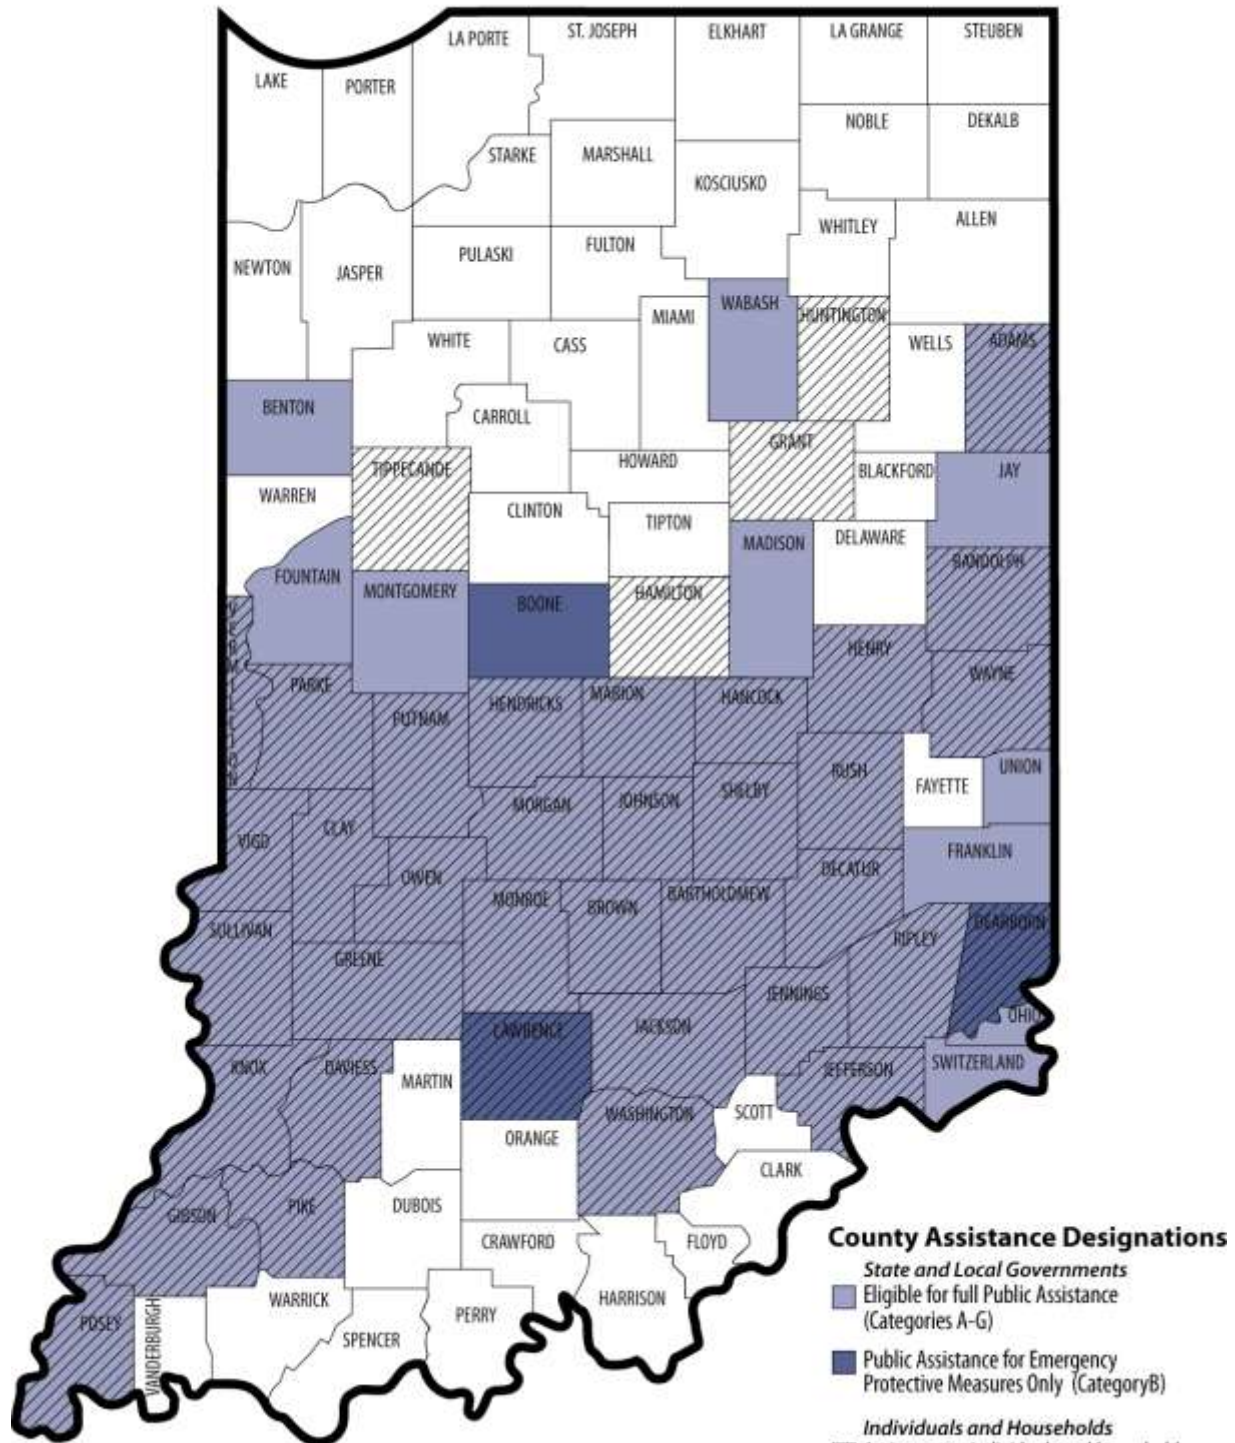 LA PORTE
ST. JOSEPH
ELKHART
LA GRANGE
STEUBEN
LAKE
PORTER
NOBLE
DEKALB
STARKE
MARSHALL
KOSCIUSKO
WHITLEY
ALLEN
NEWTON
JASPER
PULASKI
FULTON
WABASH
HUNTINGTON
MIAMI
WHITE
CASS
WELLS
ADAMS
BENTON
CARROLL
GRANT
HOWARD
TIPPECANOE
BLACKFORD
JAY
WARREN
CLINTON
TIPTON
MADISON
DELAWARE
RANDOLPH
FOUNTAIN
MONTGOMERY
BOONE
HAMILTON
HENRY
WAYNE
PARKE
PUTNAM
HENDRICKS
MARION
HANCOCK
RUSH
FAYETTE
UNION
MORGAN
JOHNSON
SHELBY
VIGO
CLAY
OWEN
FRANKLIN
DECATUR
MONROE
BROWN
BARTHOLOMEW
SULLIVAN
GREENE
RIPLEY
DEARBORN
JENNINGS
LAWRENCE
JACKSON
OHIO
KNOX
DAVIESS
MARTIN
JEFFERSON
SWITZERLAND
WASHINGTON
SCOTT
ORANGE
CLARK
GIBSON
PIKE
DUBOIS
CRAWFORD
FLOYD
HARRISON
POSEY
VANDERBURGH
WARRICK
SPENCER
PERRY
County Assistance Designations
State and Local Governments
Eligible for full Public Assistance
(Categories A-G)
Public Assistance for Emergency
Protective Measures Only (CategoryB)
Individuals and Households